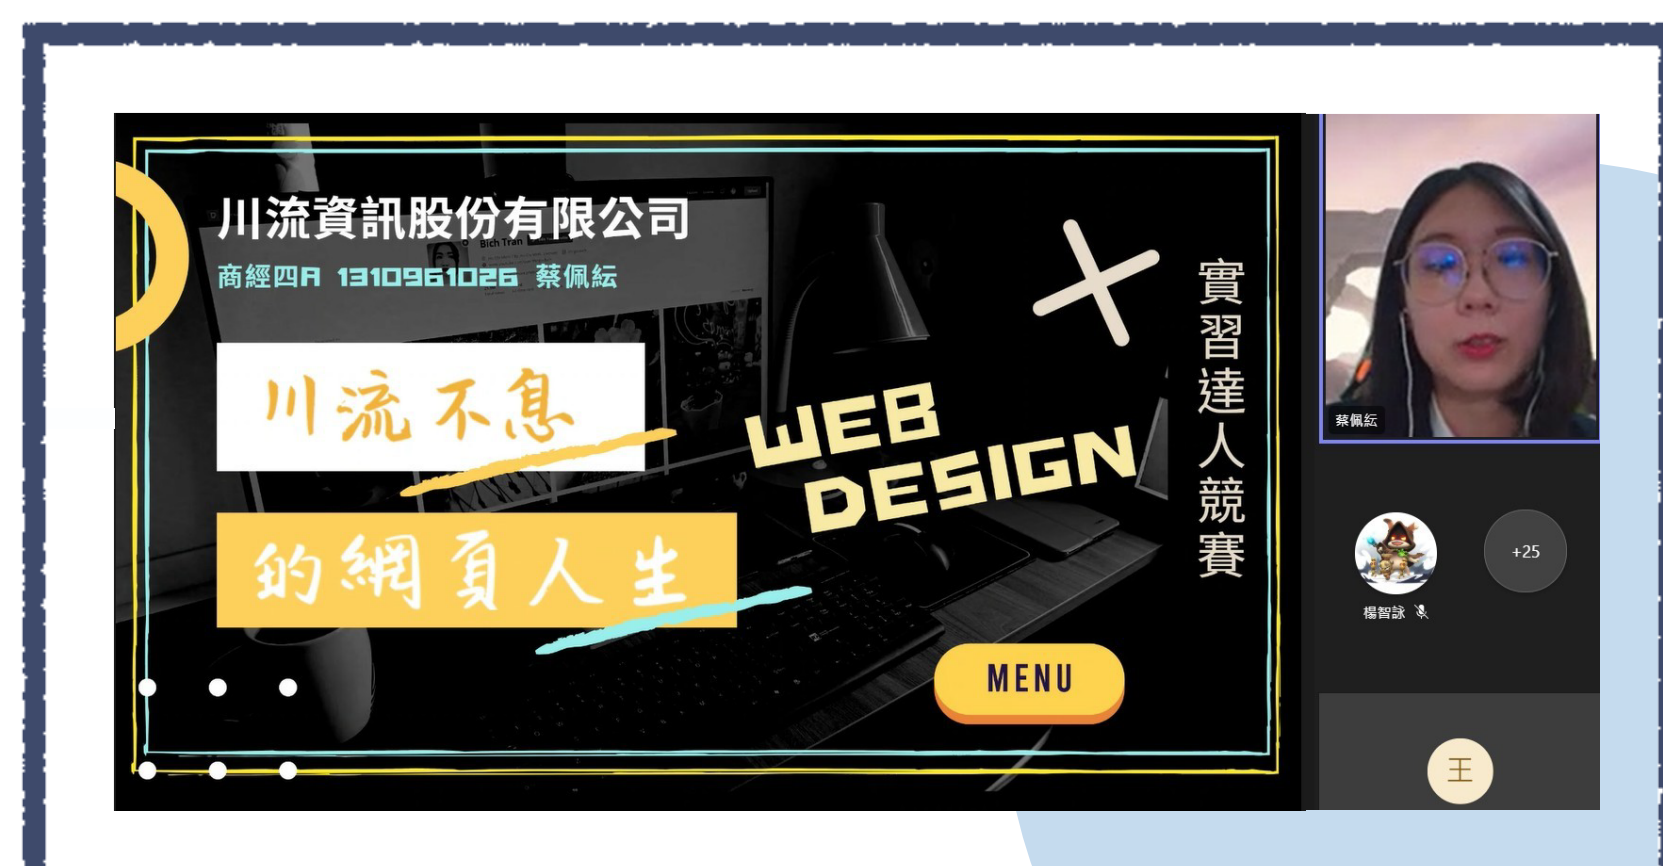 川流資訊股份有限公司
Bich Tran
商經四A 1310961026 蔡佩紜
川流不息
的網頁人生
WEB
DESIGN
實習達人競賽
MENU
蔡佩紜
楊智詠
+25
王